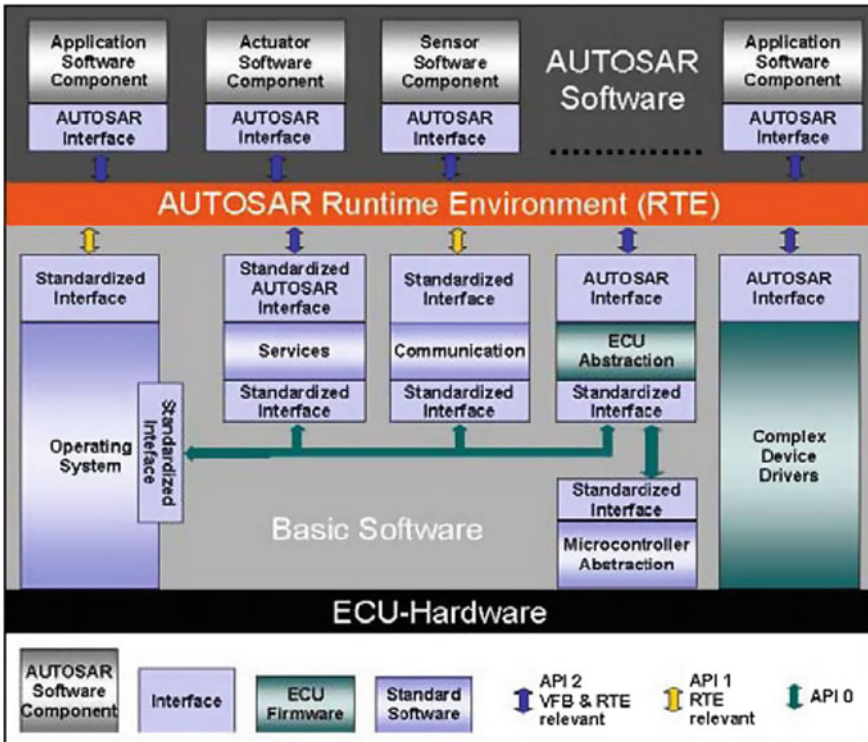 Application
Software
Component
AUTOSAR
Interface
Actuator
Software
Component
AUTOSAR
Interface
Sensor
Software
Component
AUTOSAR
Interface
AUTOSAR
Software
Application
Software
Component
AUTOSAR
Interface
AUTOSAR Runtime Environment (RTE)
Standardized
Interface
Operating
System
Standardized
Inteface
Standardized
AUTOSAR
Interface
Services
Standardized
Interface
Standardized
Interface
Communication
Standardized
Interface
AUTOSAR
Interface
ECU
Abstraction
Standardized
Interface
Standardized
Interface
Microcontroller
Abstraction
AUTOSAR
Interface
Complex
Device
Drivers
Basic Software
ECU-Hardware
AUTOSAR
Software
Component
Interface
ECU
Firmware
Standard
Software
API 2
VFB & RTE
relevant
API 1
RTE
relevant
API 0